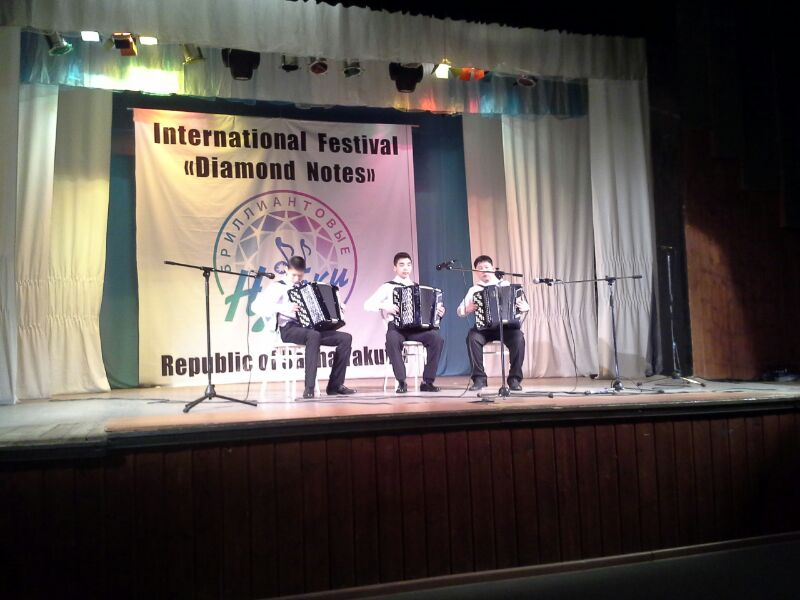 International Festival
«Diamond Notes»
БРИЛЛИАНТОВЫЕ
Republic of